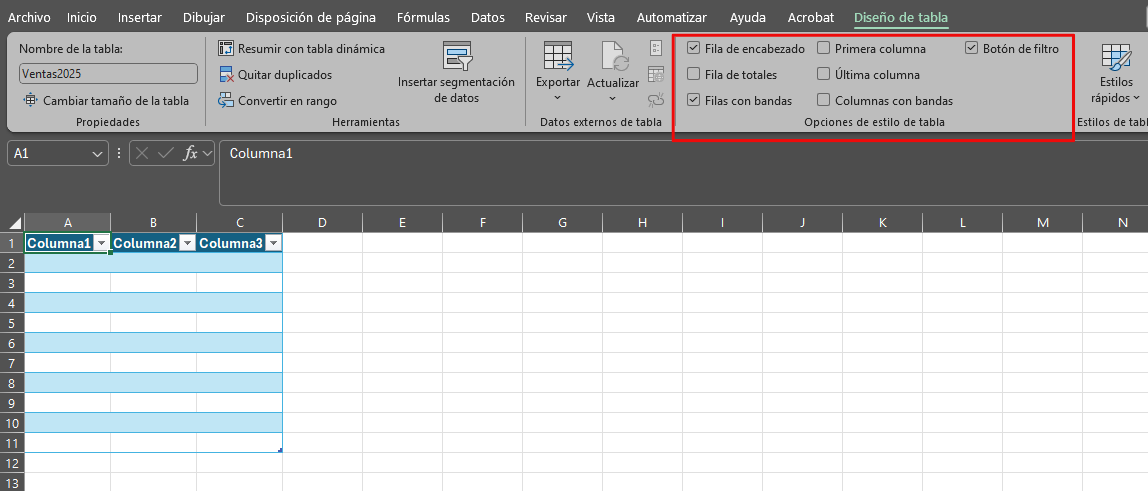 Archivo Inicio Insertar Dibujar Disposición de página Fórmulas Datos Revisar Vista Automatizar Ayuda Acrobat Diseño de tabla
Nombre de la tabla:
Ventas2025
Cambiar tamaño de la tabla
Propiedades
Resumir con tabla dinámica
Quitar duplicados
Convertir en rango
Insertar segmentación
de datos
Herramientas
Exportar
Actualizar
Datos externos de tabla
Fila de encabezado
Primera columna
Botón de filtro
Fila de totales
Última columna
Filas con bandas
Columnas con bandas
Opciones de estilo de tabla
Estilos
rápidos
Estilos de tabl
A1 fx Columna1
A B C D E F G H I J K L M N
1 Columna1 Columna2 Columna3
2
3
4
5
6
7
8
9
10
11
12
13